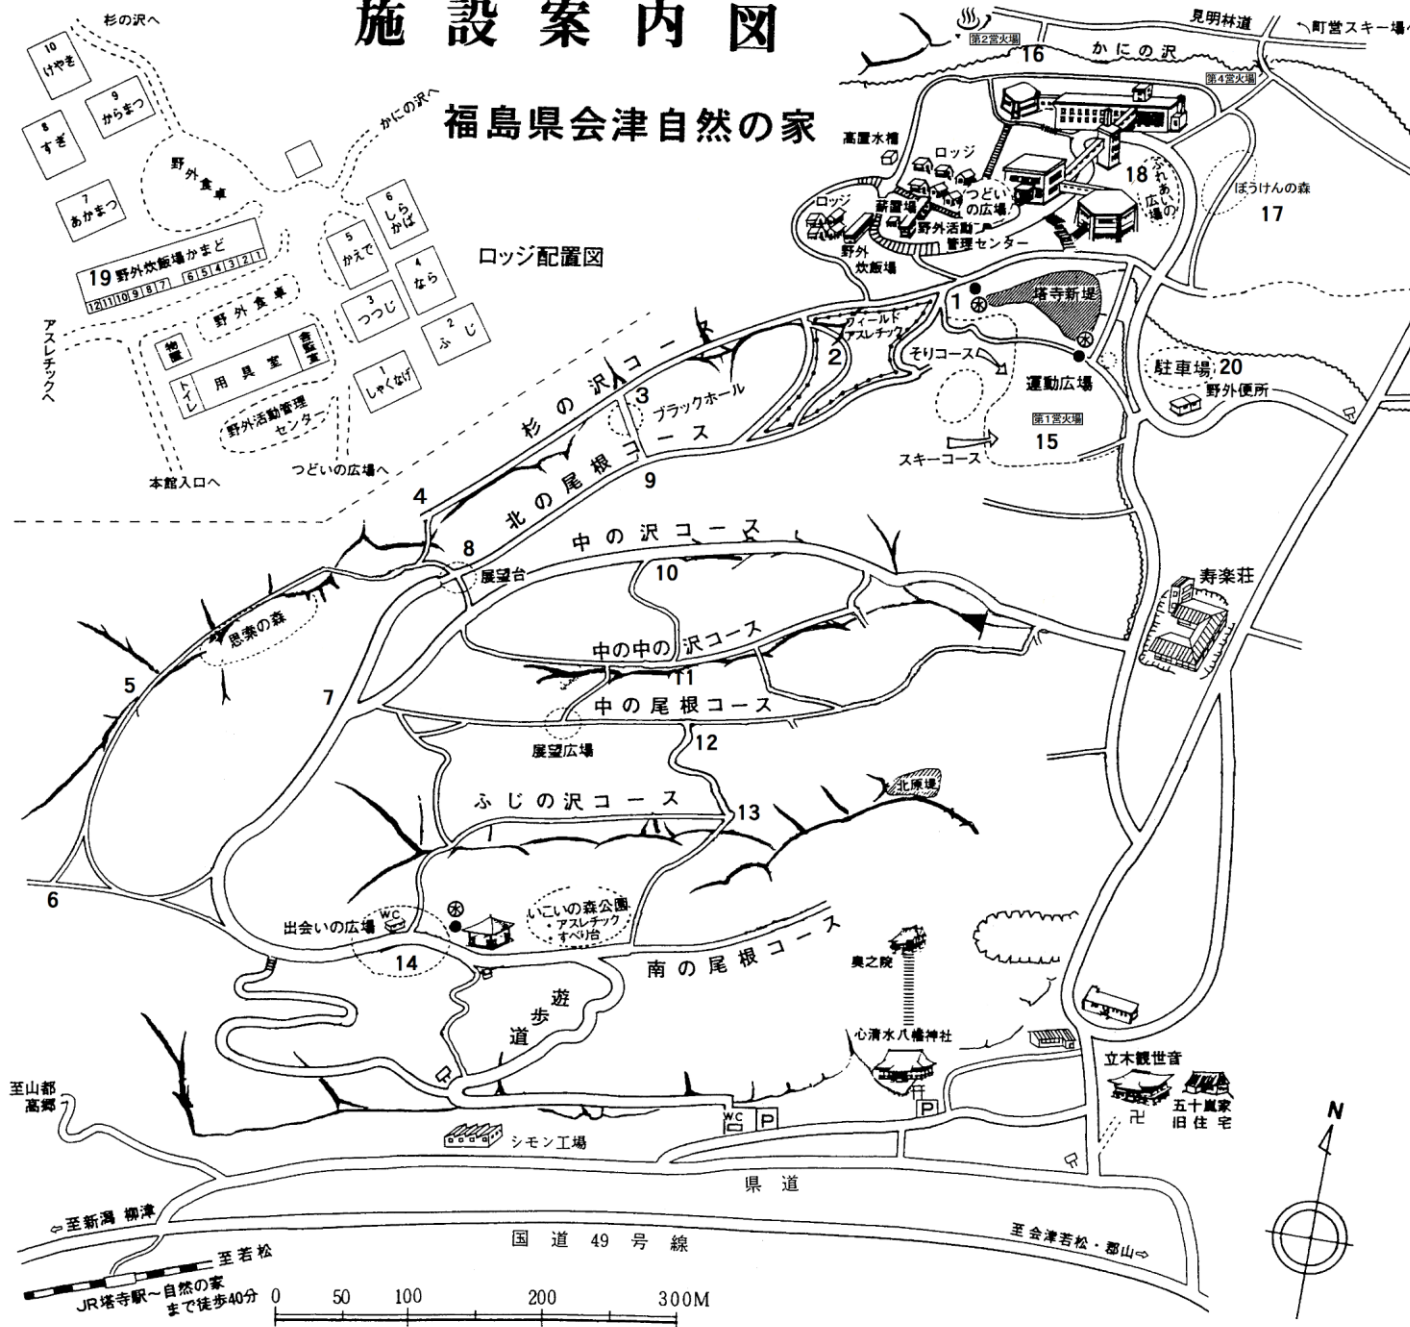 施設案内図
福島県会津自然の家
杉の沢へ
10
けやき
9
からまつ
8
すぎ
7
あかまつ
野外食卓
かにの沢へ
6
しらかば
5
かえで
4
なら
3
つつじ
2
ふじ
1
しゃくなげ
19 野外炊飯場かまど
12 11 10 9 8 7 6 5 4 3 2 1
野外食卓
アスレチックへ
物置
トイレ
用具室
野外活動管理
センター
本館入口へ
つどいの広場へ
ロッジ配置図
第2営火場
16
かにの沢
見明林道
町営スキー場へ
第4営火場
高置水槽
ロッジ
ロッジ
薪置場
つどい
の広場
野外活動
管理センター
野外
炊飯場
18
ふれあいの
広場
ぼうけんの森
17
1
塔寺新堤
フィールド
アスレチック
2
そりコース
運動広場
駐車場 20
野外便所
第1営火場
15
スキーコース
杉の沢コース
3
ブラックホール
北の尾根コース
4
9
8
展望台
中の沢コース
10
思索の森
5
7
中の中の沢コース
11
中の尾根コース
展望広場
12
寿楽荘
ふじの沢コース
13
北原堤
6
出会いの広場
WC
14
いこいの森公園
・アスレチック
すべり台
南の尾根コース
遊歩道
奥之院
心清水八幡神社
立木観世音
五十嵐家
旧住宅
至山都
高郷
WC
P
P
シモン工場
県道
至新潟 柳津
国道49号線
至会津若松・郡山
至若松
JR塔寺駅～自然の家
まで徒歩40分
0 50 100 200 300M
N